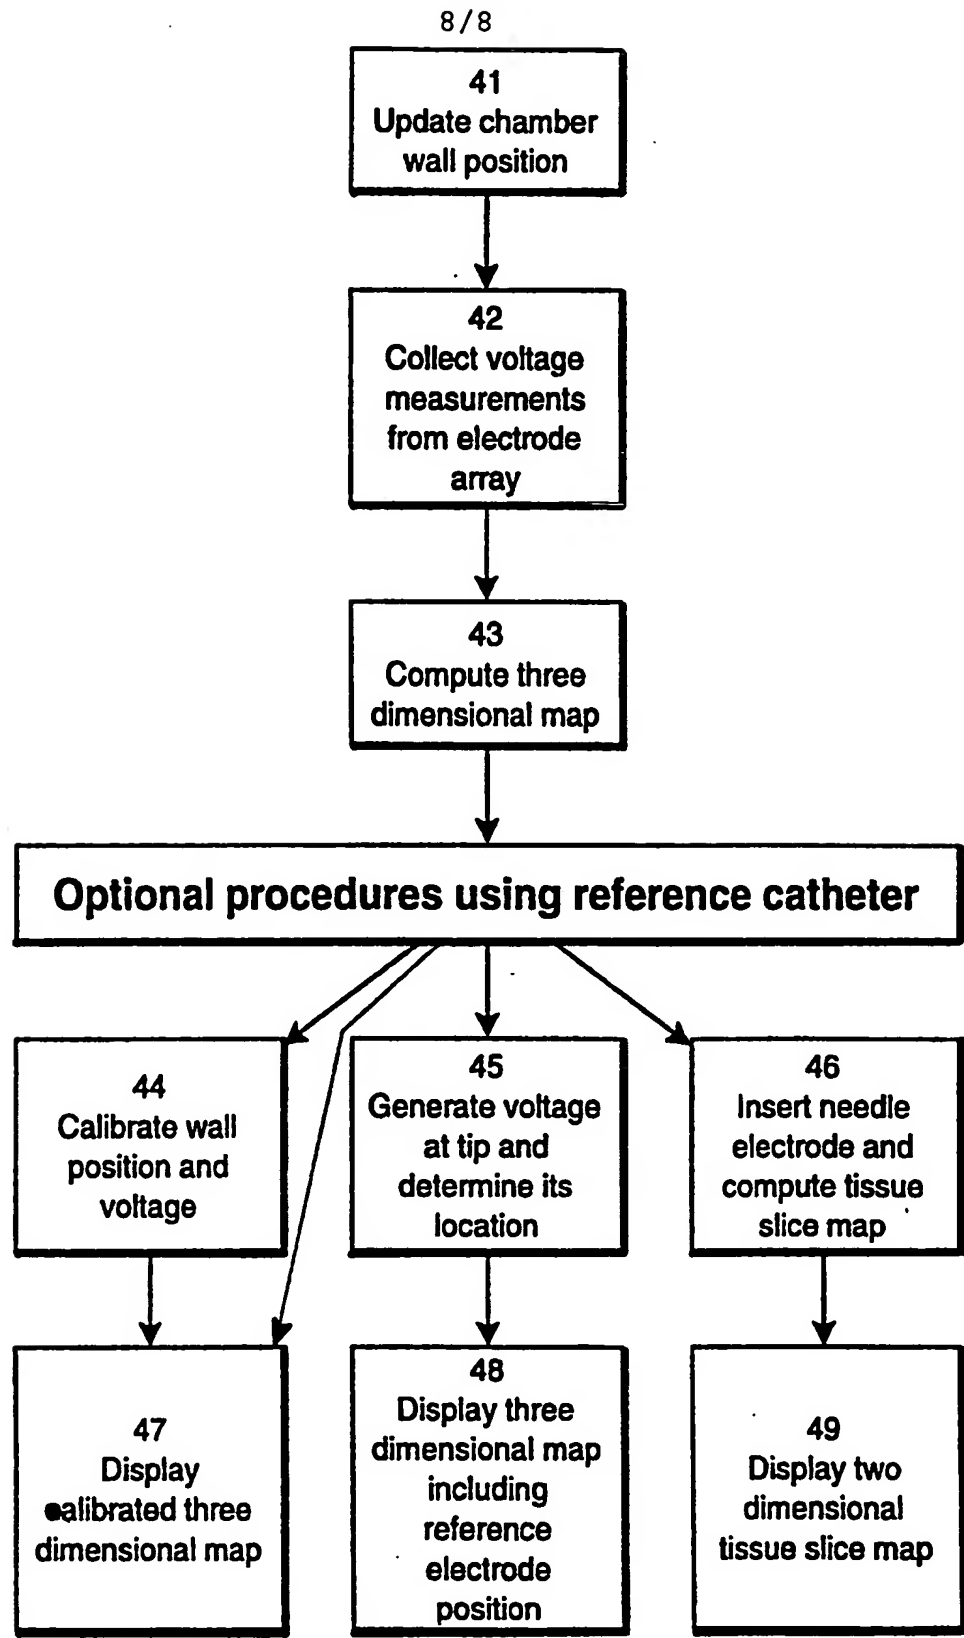 8/8
41
Update chamber
wall position
42
Collect voltage
measurements
from electrode
array
43
Compute three
dimensional map
Optional procedures using reference catheter
44
Calibrate wall
position and
voltage
45
Generate voltage
at tip and
determine its
location
46
Insert needle
electrode and
compute tissue
slice map
47
Display
calibrated three
dimensional map
48
Display three
dimensional map
including
reference
electrode
position
49
Display two
dimensional
tissue slice map